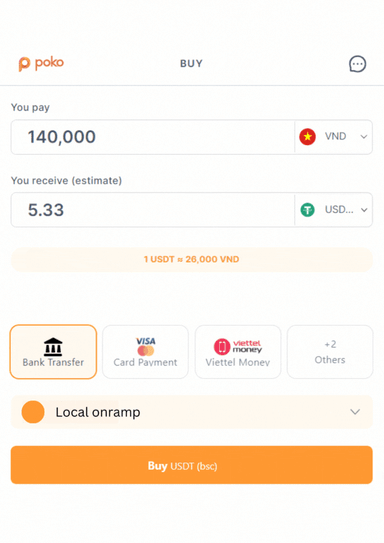 poko
BUY
You pay
140,000
VND
You receive (estimate)
5.33
USD...
1 USDT ≈ 26,000 VND
VISA
viettel
money
+2
Bank Transfer
Card Payment
Viettel Money
Others
Local onramp
Buy USDT (bsc)